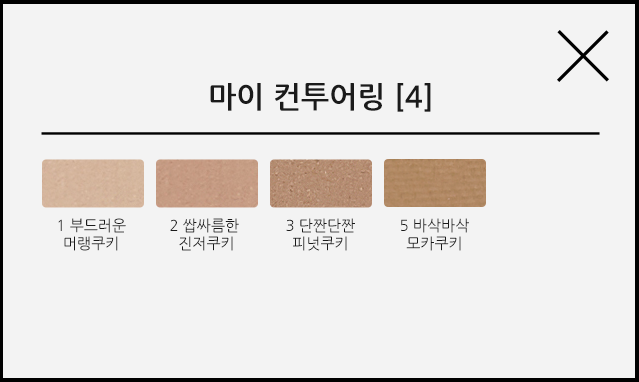 마이 컨투어링 [4]
1 부드러운
머랭쿠키
2 쌉싸름한
진저쿠키
3 단짠단짠
피넛쿠키
5 바삭바삭
모카쿠키